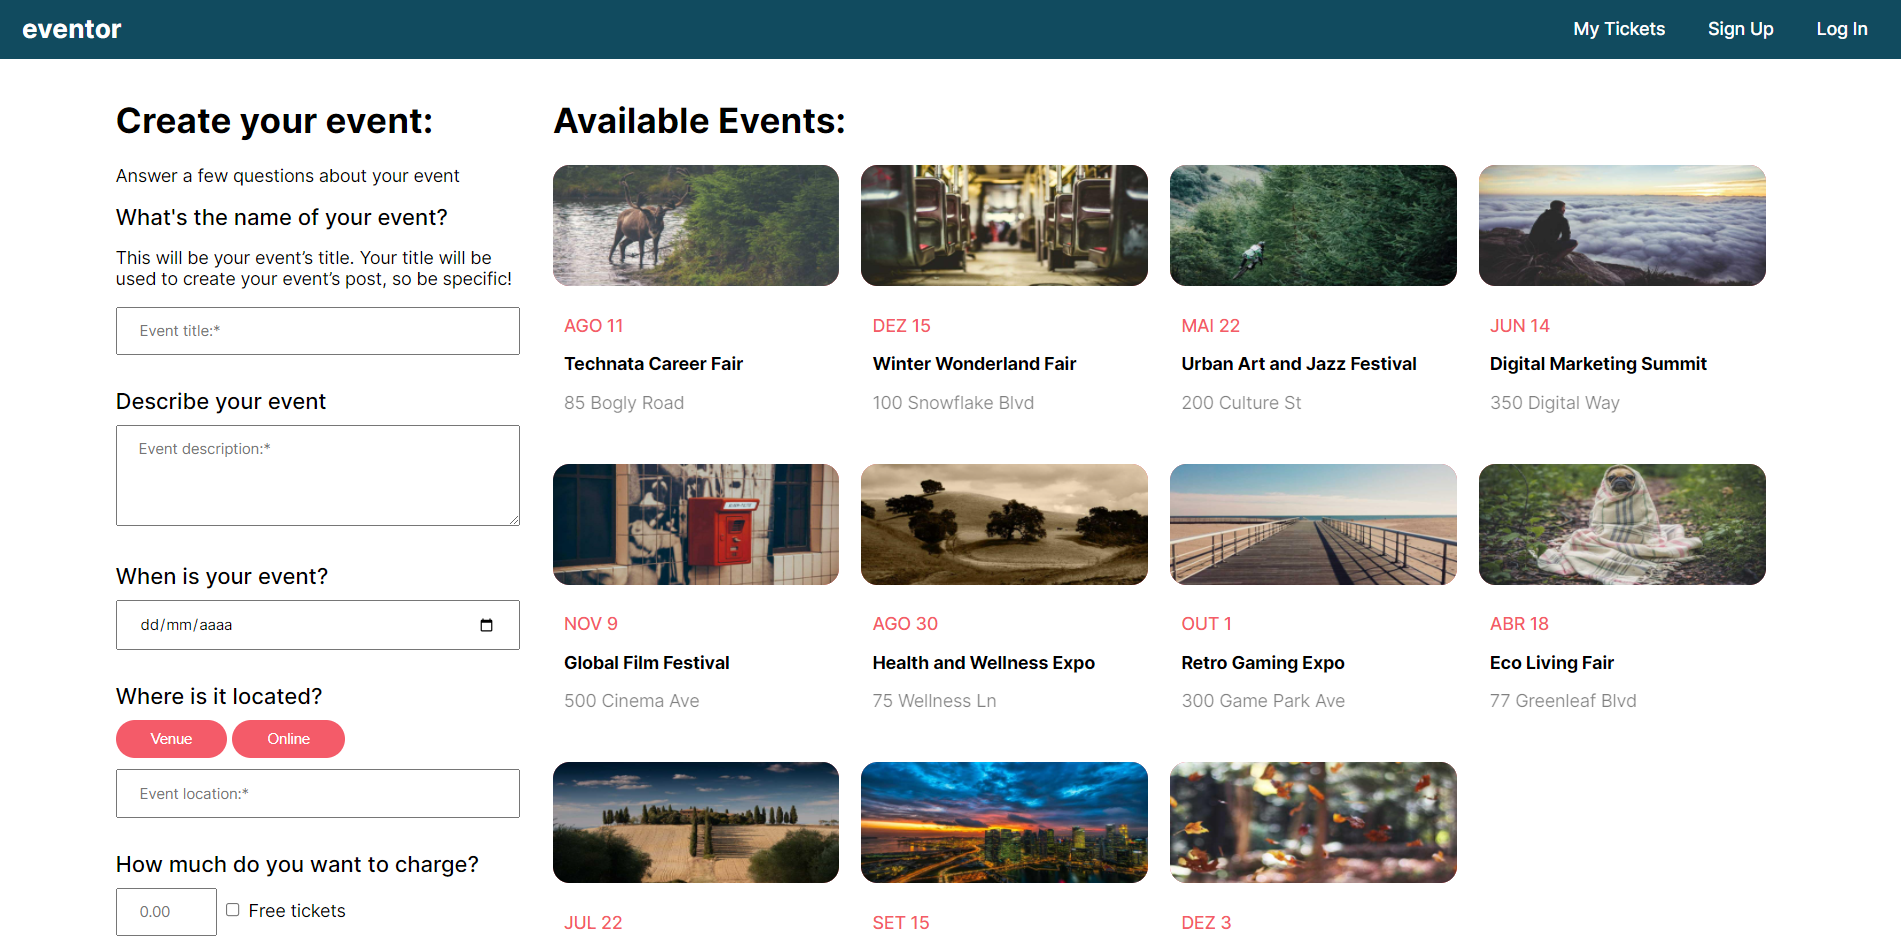 eventor
My Tickets
Sign Up
Log In
Create your event:
Answer a few questions about your event
What's the name of your event?
This will be your event’s title. Your title will be
used to create your event’s post, so be specific!
Event title:*
Describe your event
Event description:*
When is your event?
dd/mm/aaaa
Where is it located?
Venue
Online
Event location:*
How much do you want to charge?
0.00
Free tickets
Available Events:
AGO 11
Technata Career Fair
85 Bogly Road
DEZ 15
Winter Wonderland Fair
100 Snowflake Blvd
MAI 22
Urban Art and Jazz Festival
200 Culture St
JUN 14
Digital Marketing Summit
350 Digital Way
NOV 9
Global Film Festival
500 Cinema Ave
AGO 30
Health and Wellness Expo
75 Wellness Ln
OUT 1
Retro Gaming Expo
300 Game Park Ave
ABR 18
Eco Living Fair
77 Greenleaf Blvd
JUL 22
SET 15
DEZ 3